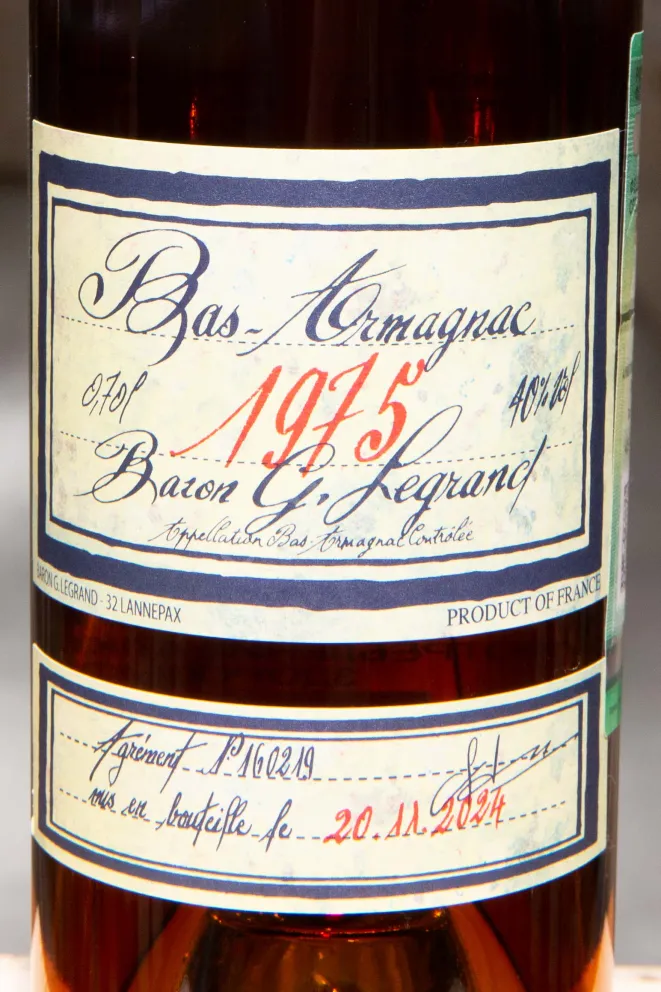 Bas-Armagnac
0,70l 1975 40% vol
Baron G. Legrand
Appellation Bas-Armagnac Contrôlée
BARON G. LEGRAND - 32 LANNEPAX
PRODUCT OF FRANCE
Agrément N° 160219
mis en bouteille le 20.11.2024